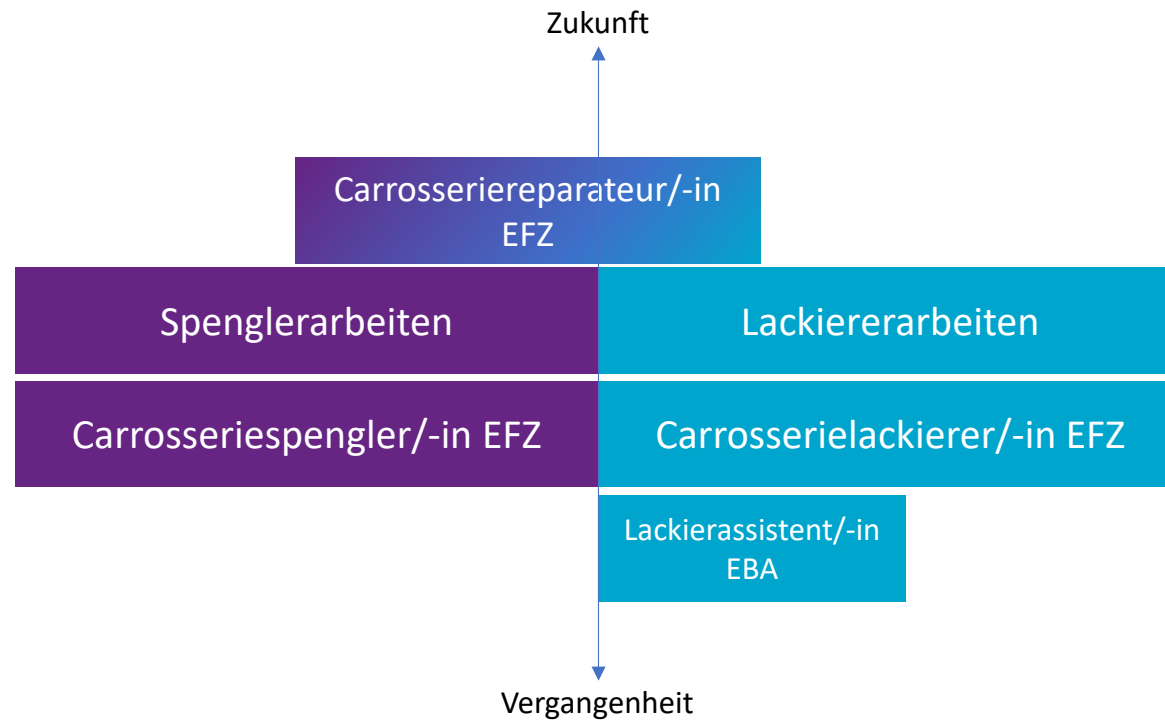 Zukunft
Carrosseriereparateur/-in
EFZ
Spenglerarbeiten
Lackiererarbeiten
Carrosseriespengler/-in EFZ
Carrosserielackierer/-in EFZ
Lackierassistent/-in
EBA
Vergangenheit